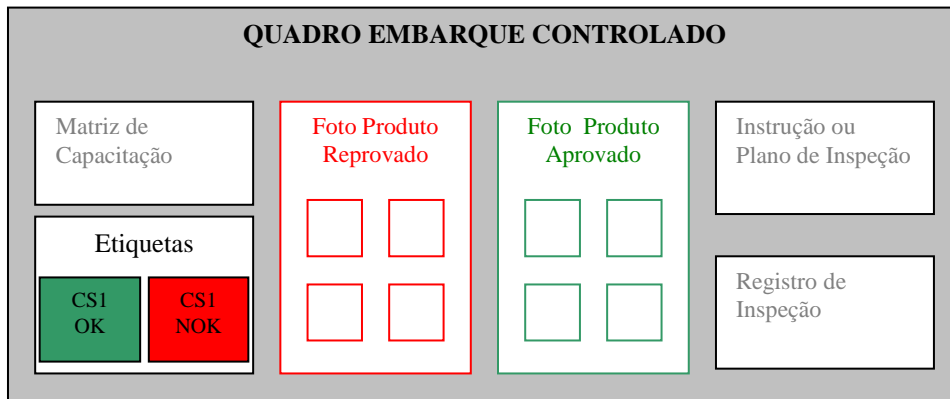 QUADRO EMBARQUE CONTROLADO
Matriz de
Capacitação
Etiquetas
CS1
OK
CS1
NOK
Foto Produto
Reprovado
Foto Produto
Aprovado
Instrução ou
Plano de Inspeção
Registro de
Inspeção